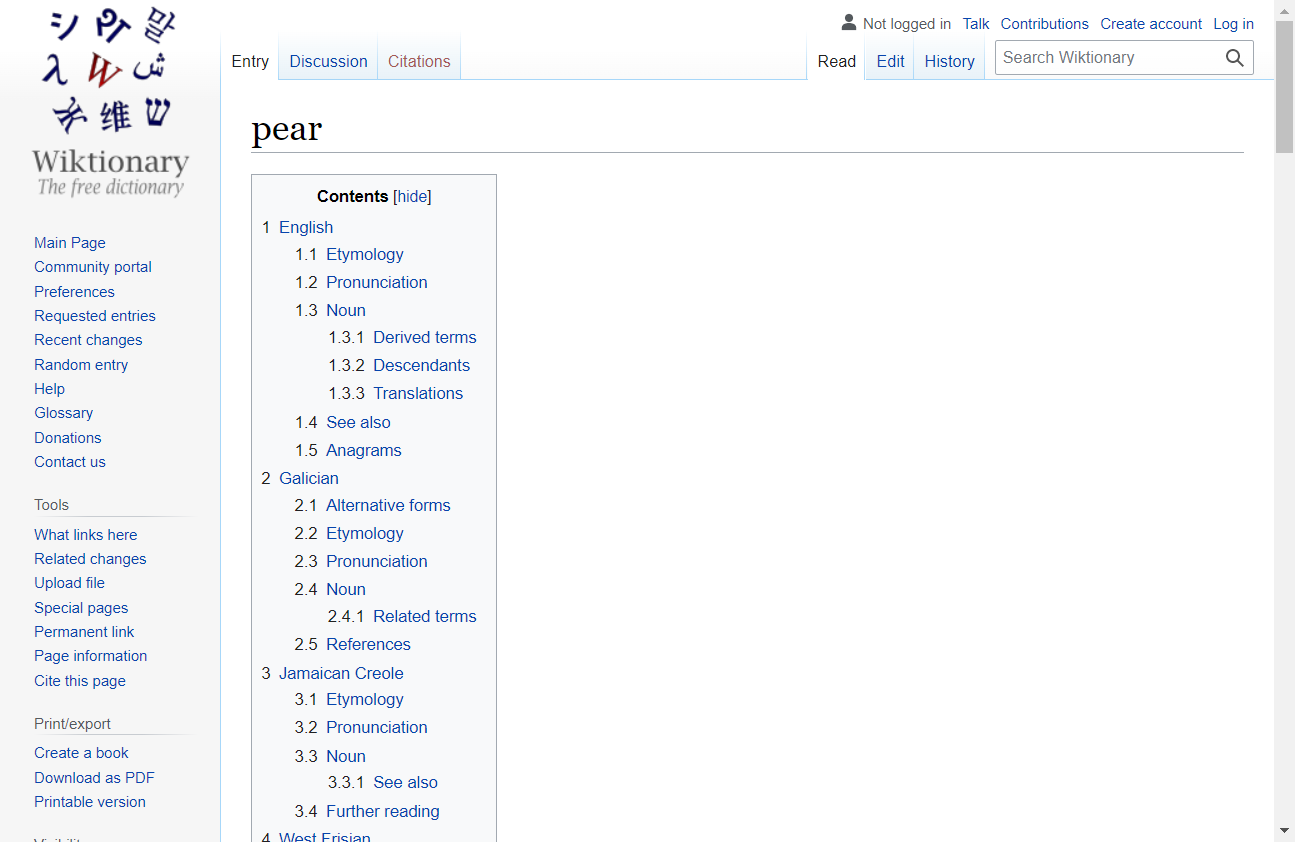 Not logged in Talk Contributions Create account Log in
Entry Discussion Citations Read Edit History Search Wiktionary
シ 말
λ W ش
维 ש
Wiktionary
The free dictionary
Main Page
Community portal
Preferences
Requested entries
Recent changes
Random entry
Help
Glossary
Donations
Contact us
Tools
What links here
Related changes
Upload file
Special pages
Permanent link
Page information
Cite this page
Print/export
Create a book
Download as PDF
Printable version
pear
Contents [hide]
1 English
1.1 Etymology
1.2 Pronunciation
1.3 Noun
1.3.1 Derived terms
1.3.2 Descendants
1.3.3 Translations
1.4 See also
1.5 Anagrams
2 Galician
2.1 Alternative forms
2.2 Etymology
2.3 Pronunciation
2.4 Noun
2.4.1 Related terms
2.5 References
3 Jamaican Creole
3.1 Etymology
3.2 Pronunciation
3.3 Noun
3.3.1 See also
3.4 Further reading
4 West Frisian